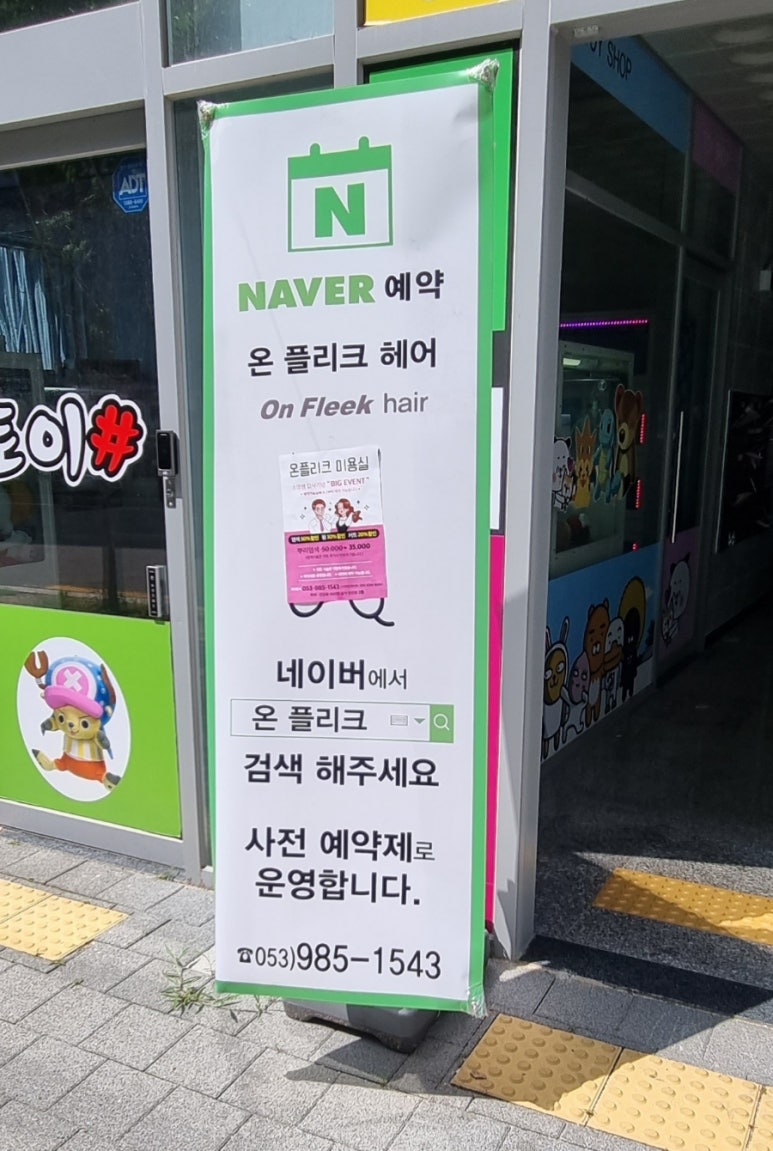 N
NAVER 예약
온 플리크 헤어
On Fleek hair
온플리크 미용실
"BIG EVENT"
50.000→ 35.000
053-985-1543
네이버에서
온 플리크
검색 해주세요
사전 예약제로
운영합니다.
☎053)985-1543
ADT
토이#
SHOP